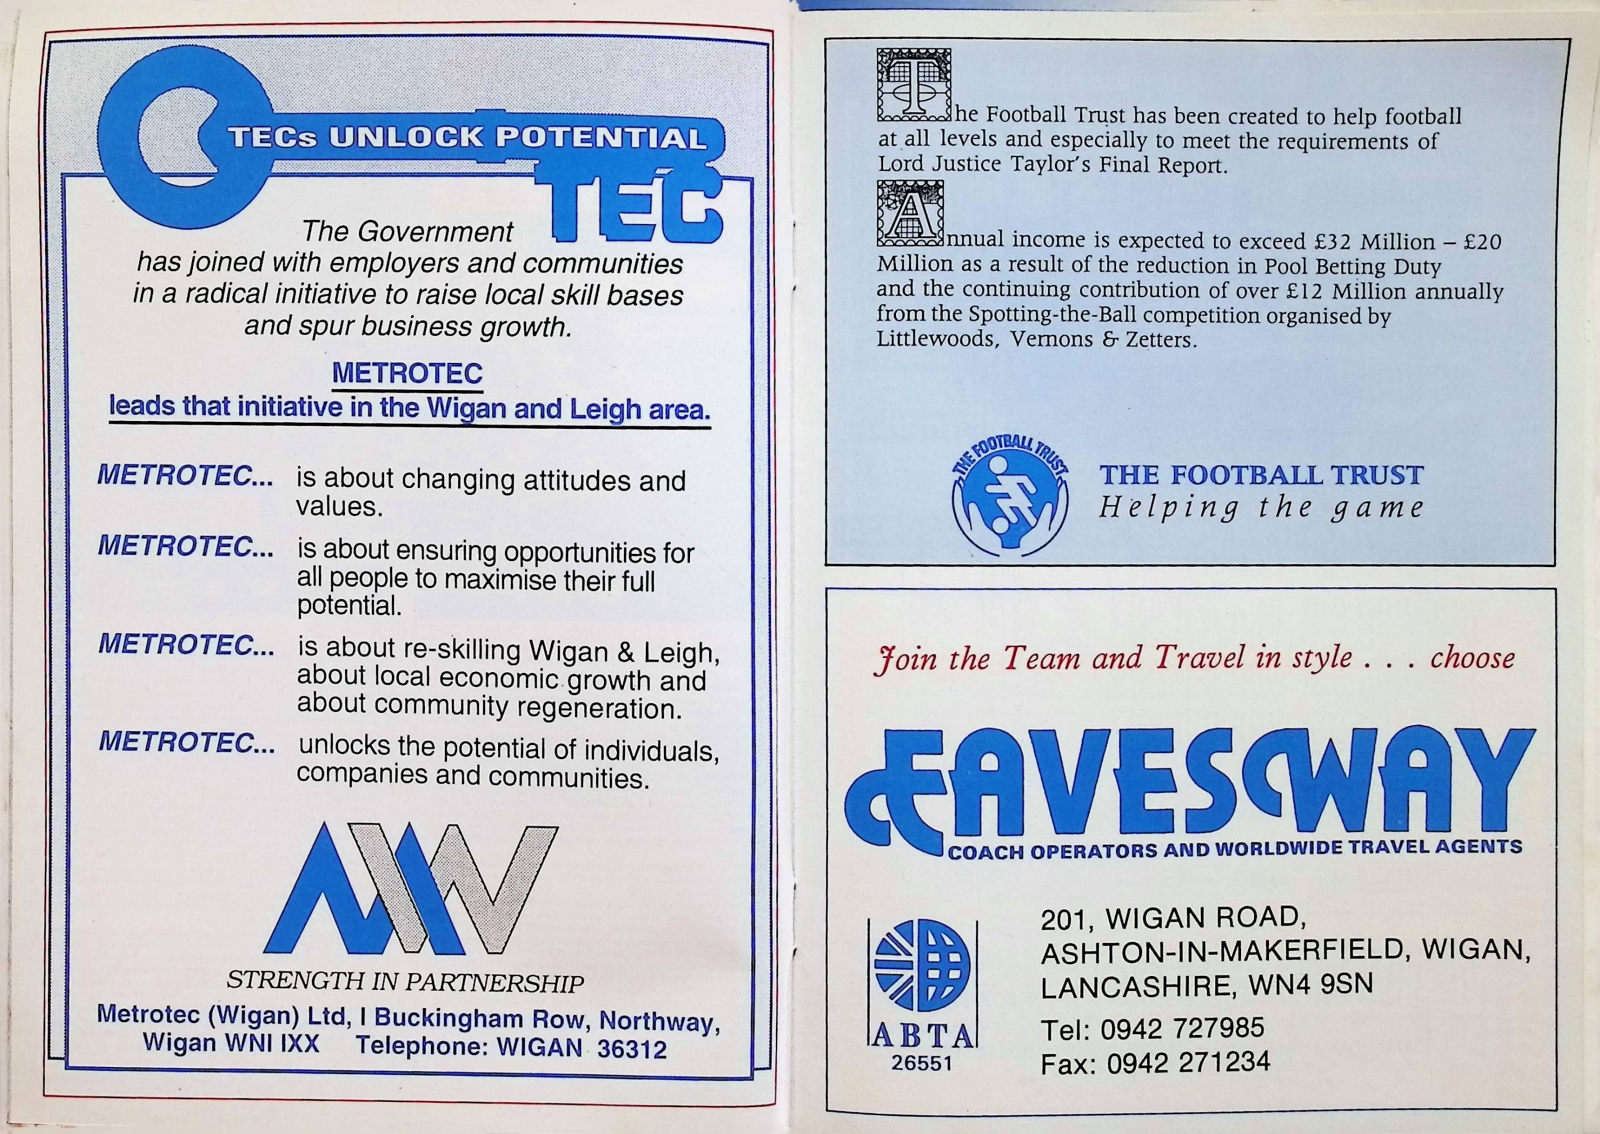 TECs UNLOCK POTENTIAL
TEC
The Government
has joined with employers and communities
in a radical initiative to raise local skill bases
and spur business growth.
METROTEC
leads that initiative in the Wigan and Leigh area.
METROTEC... is about changing attitudes and
values.
METROTEC... is about ensuring opportunities for
all people to maximise their full
potential.
METROTEC... is about re-skilling Wigan & Leigh,
about local economic growth and
about community regeneration.
METROTEC... unlocks the potential of individuals,
companies and communities.
MW
STRENGTH IN PARTNERSHIP
Metrotec (Wigan) Ltd, I Buckingham Row, Northway,
Wigan WNI IXX Telephone: WIGAN 36312
The Football Trust has been created to help football
at all levels and especially to meet the requirements of
Lord Justice Taylor's Final Report.
Annual income is expected to exceed £32 Million – £20
Million as a result of the reduction in Pool Betting Duty
and the continuing contribution of over £12 Million annually
from the Spotting-the-Ball competition organised by
Littlewoods, Vernons & Zetters.
THE FOOTBALL TRUST
THE FOOTBALL TRUST
Helping the game
Join the Team and Travel in style . . . choose
EAVESWAY
COACH OPERATORS AND WORLDWIDE TRAVEL AGENTS
201, WIGAN ROAD,
ASHTON-IN-MAKERFIELD, WIGAN,
LANCASHIRE, WN4 9SN
Tel: 0942 727985
Fax: 0942 271234
ABTA
26551